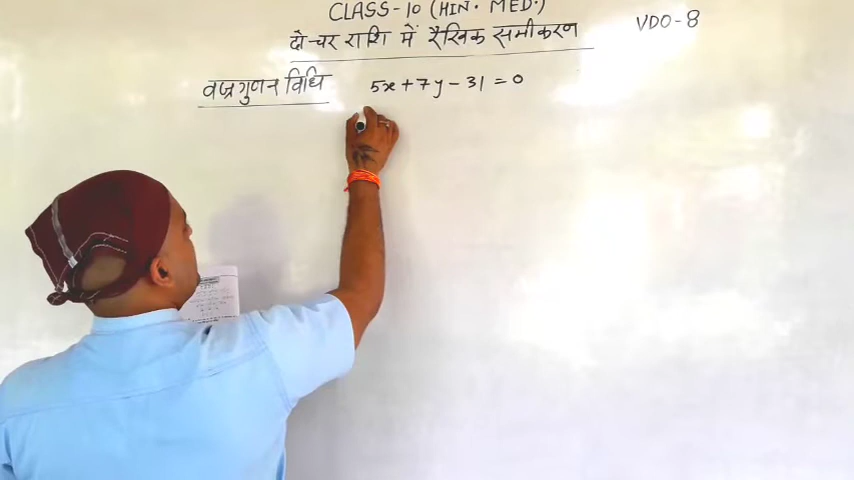 CLASS-10 (HIN. MED.)
दो-चर राशि में रैखिक समीकरण
VDO-8
वज्रगुणन विधि 5x + 7y - 31 = 0